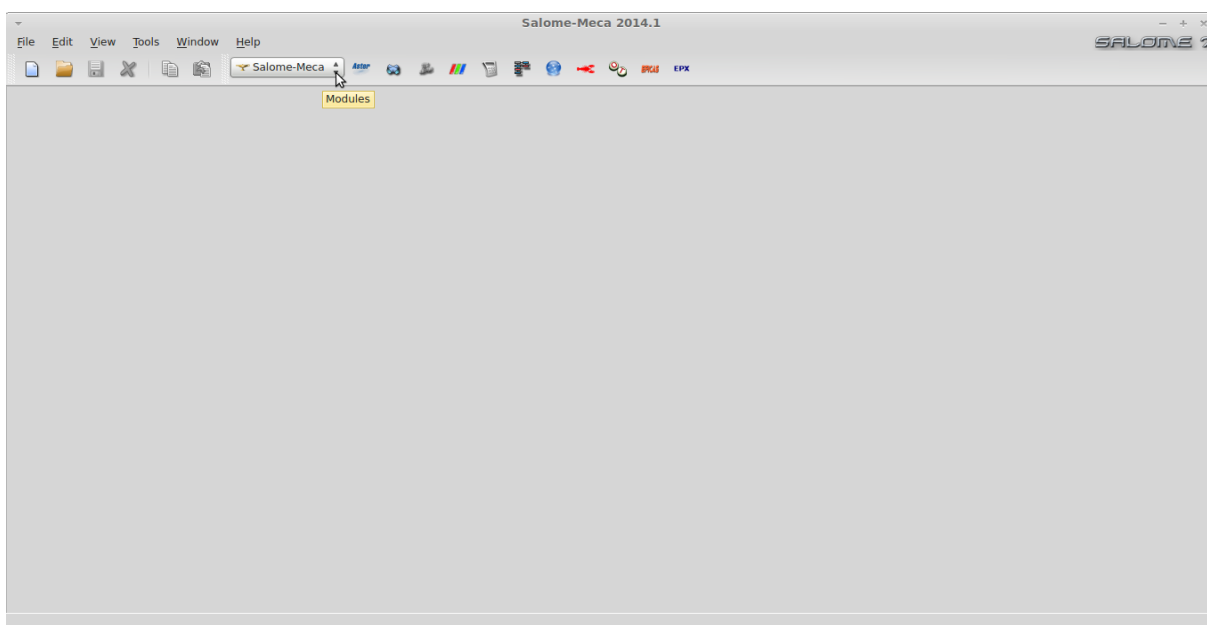 Salome-Meca 2014.1
File Edit View Tools Window Help
SALOME
Salome-Meca Aster EPX
Modules